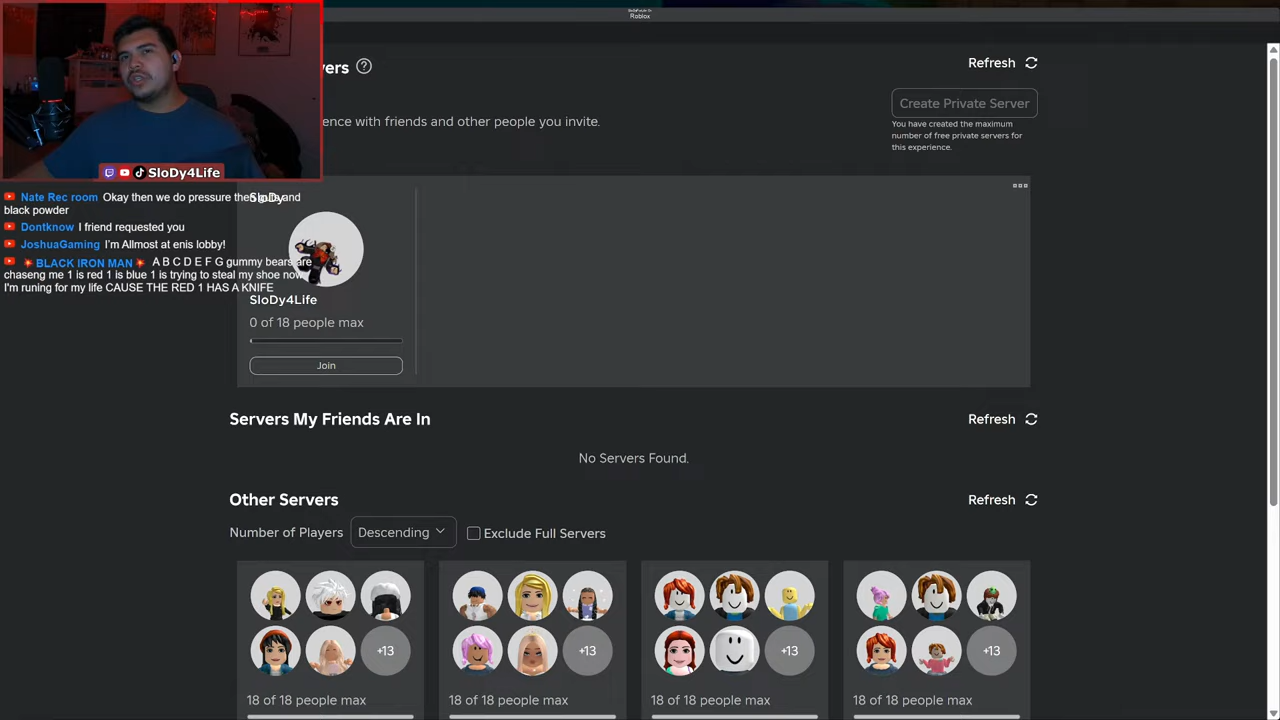 Roblox
vers
Refresh
Create Private Server
ence with friends and other people you invite.
You have created the maximum
number of free private servers for
this experience.
SloDy4Life
Nate Rec room Okay then we do pressure then and
black powder
Dontknow I friend requested you
JoshuaGaming I'm Allmost at enis lobby!
BLACK IRON MAN A B C D E F G gummy bears are
chaseng me 1 is red 1 is blue 1 is trying to steal my shoe now
I'm runing for my life CAUSE THE RED 1 HAS A KNIFE
SloDy
SloDy4Life
0 of 18 people max
Join
Servers My Friends Are In
Refresh
No Servers Found.
Other Servers
Refresh
Number of Players
Descending
Exclude Full Servers
+13
+13
+13
+13
18 of 18 people max
18 of 18 people max
18 of 18 people max
18 of 18 people max